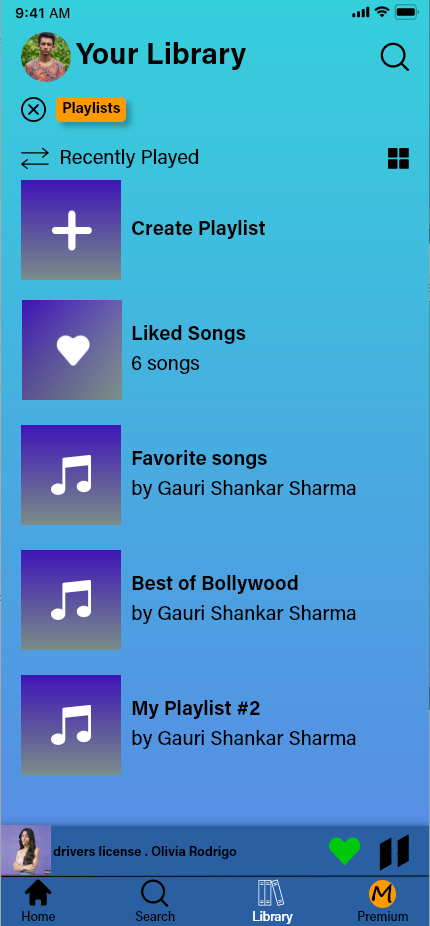 9:41 AM
Your Library
Playlists
Recently Played
Create Playlist
Liked Songs
6 songs
Favorite songs
by Gauri Shankar Sharma
Best of Bollywood
by Gauri Shankar Sharma
My Playlist #2
by Gauri Shankar Sharma
drivers license . Olivia Rodrigo
M
Home Search Library Premium